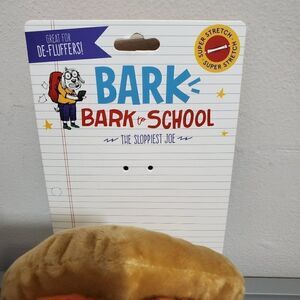 GREAT FOR
DE-FLUFFERS!
SUPER STRETCH
SUPER STRETCH
BARK
BARK to SCHOOL
THE SLOPPIEST JOE